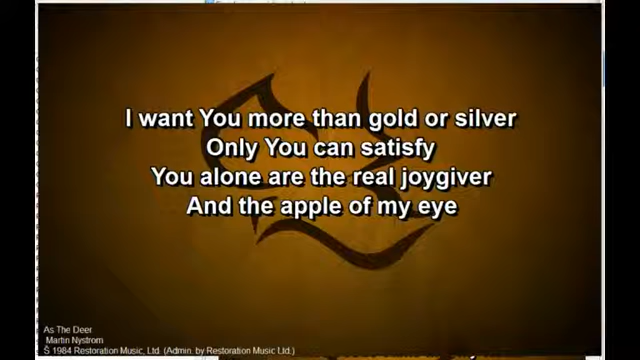 I want You more than gold or silver
Only You can satisfy
You alone are the real joygiver
And the apple of my eye
As The Deer
Martin Nystrom
Š 1984 Restoration Music, Ltd. (Admin. by Restoration Music Ltd.)